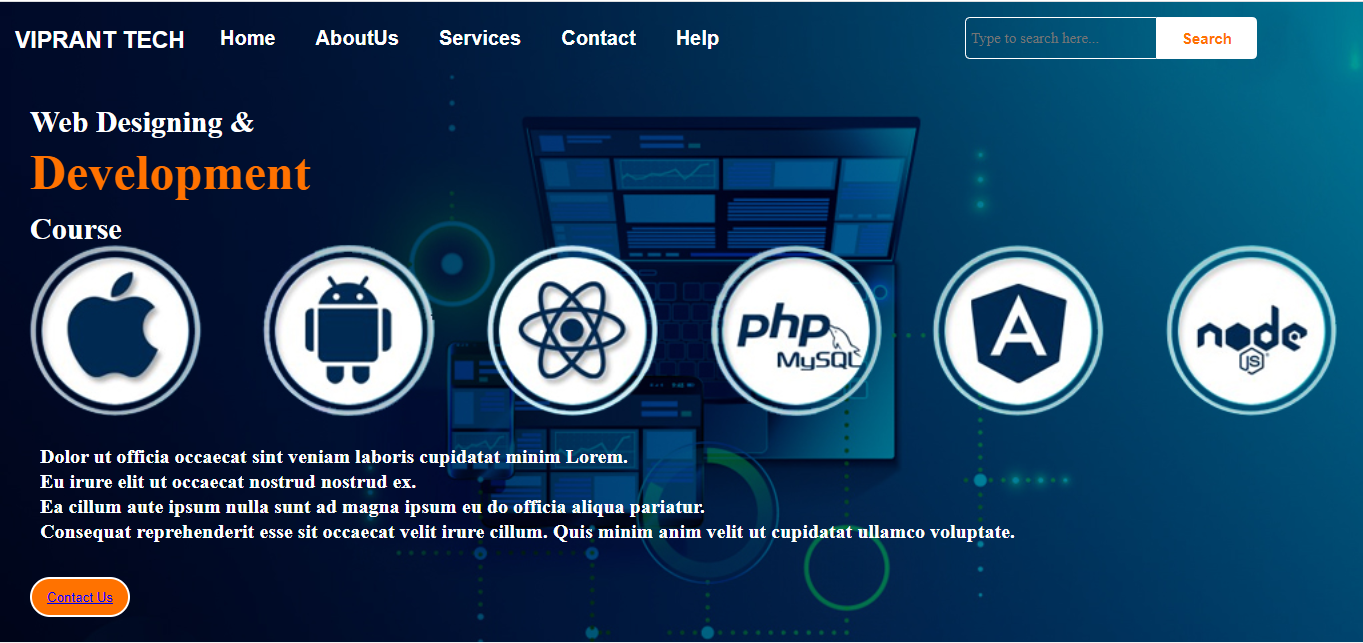 VIPRANT TECH Home AboutUs Services Contact Help Type to search here... Search
Web Designing &
Development
Course
php MySQL
node JS
Dolor ut officia occaecat sint veniam laboris cupidatat minim Lorem.
Eu irure elit ut occaecat nostrud nostrud ex.
Ea cillum aute ipsum nulla sunt ad magna ipsum eu do officia aliqua pariatur.
Consequat reprehenderit esse sit occaecat velit irure cillum. Quis minim anim velit ut cupidatat ullamco voluptate.
Contact Us